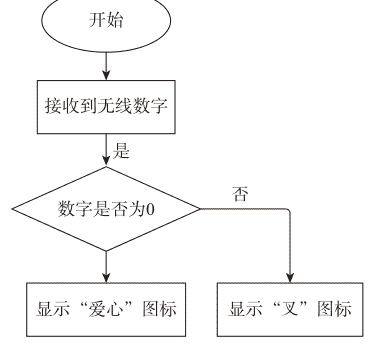 开始
接收到无线数字
是
数字是否为0
否
显示“爱心”图标
显示“叉”图标